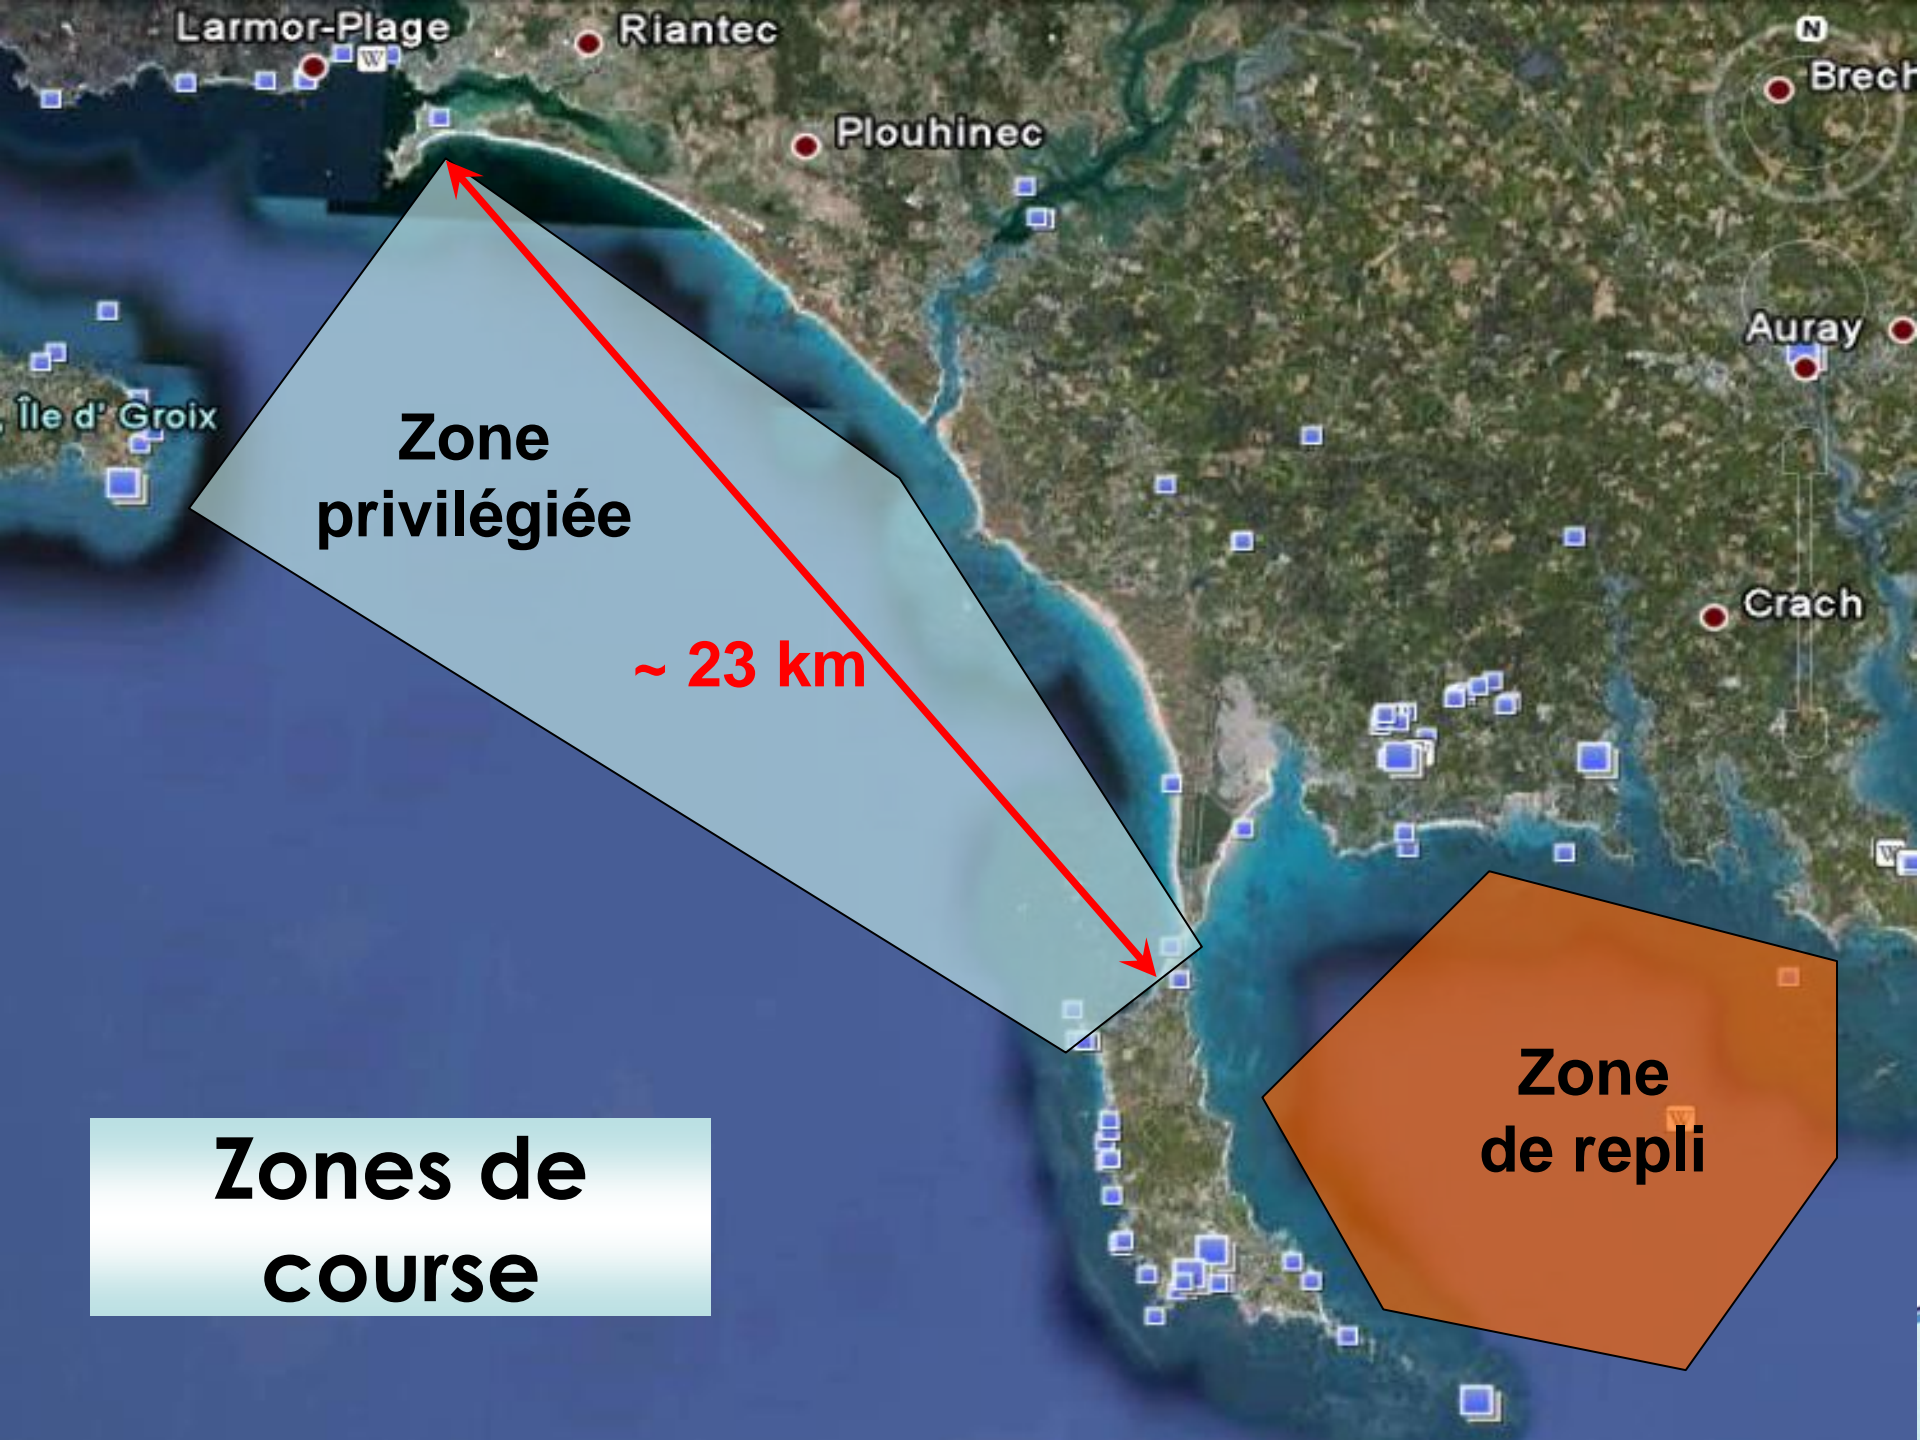 Larmor-Plage
Riantec
N
Brech
Plouhinec
Auray
Île d' Groix
Zone
privilégiée
Crach
~ 23 km
W
W
Zone
de repli
W
Zones de
course